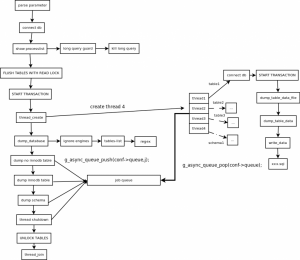 parse parameter
connect db
show processlist
long query guard
kill long query
FLUSH TABLES WITH READ LOCK
START TRANSACTION
thread_create
create thread 4
dump_database
ignore engines
tables list
regex
g_async_queue_push(conf->queue,j);
dump no innodb table
dump innodb table
job queue
dump schema
thread shutdown
UNLOCK TABLES
thread_join
thread1
thread2
thread3
thread4
table1
table2
table3
schema1
...
...
...
g_async_queue_pop(conf->queue);
connect db
START TRANSACTION
dump_table_data_file
dump_table_data
write_data